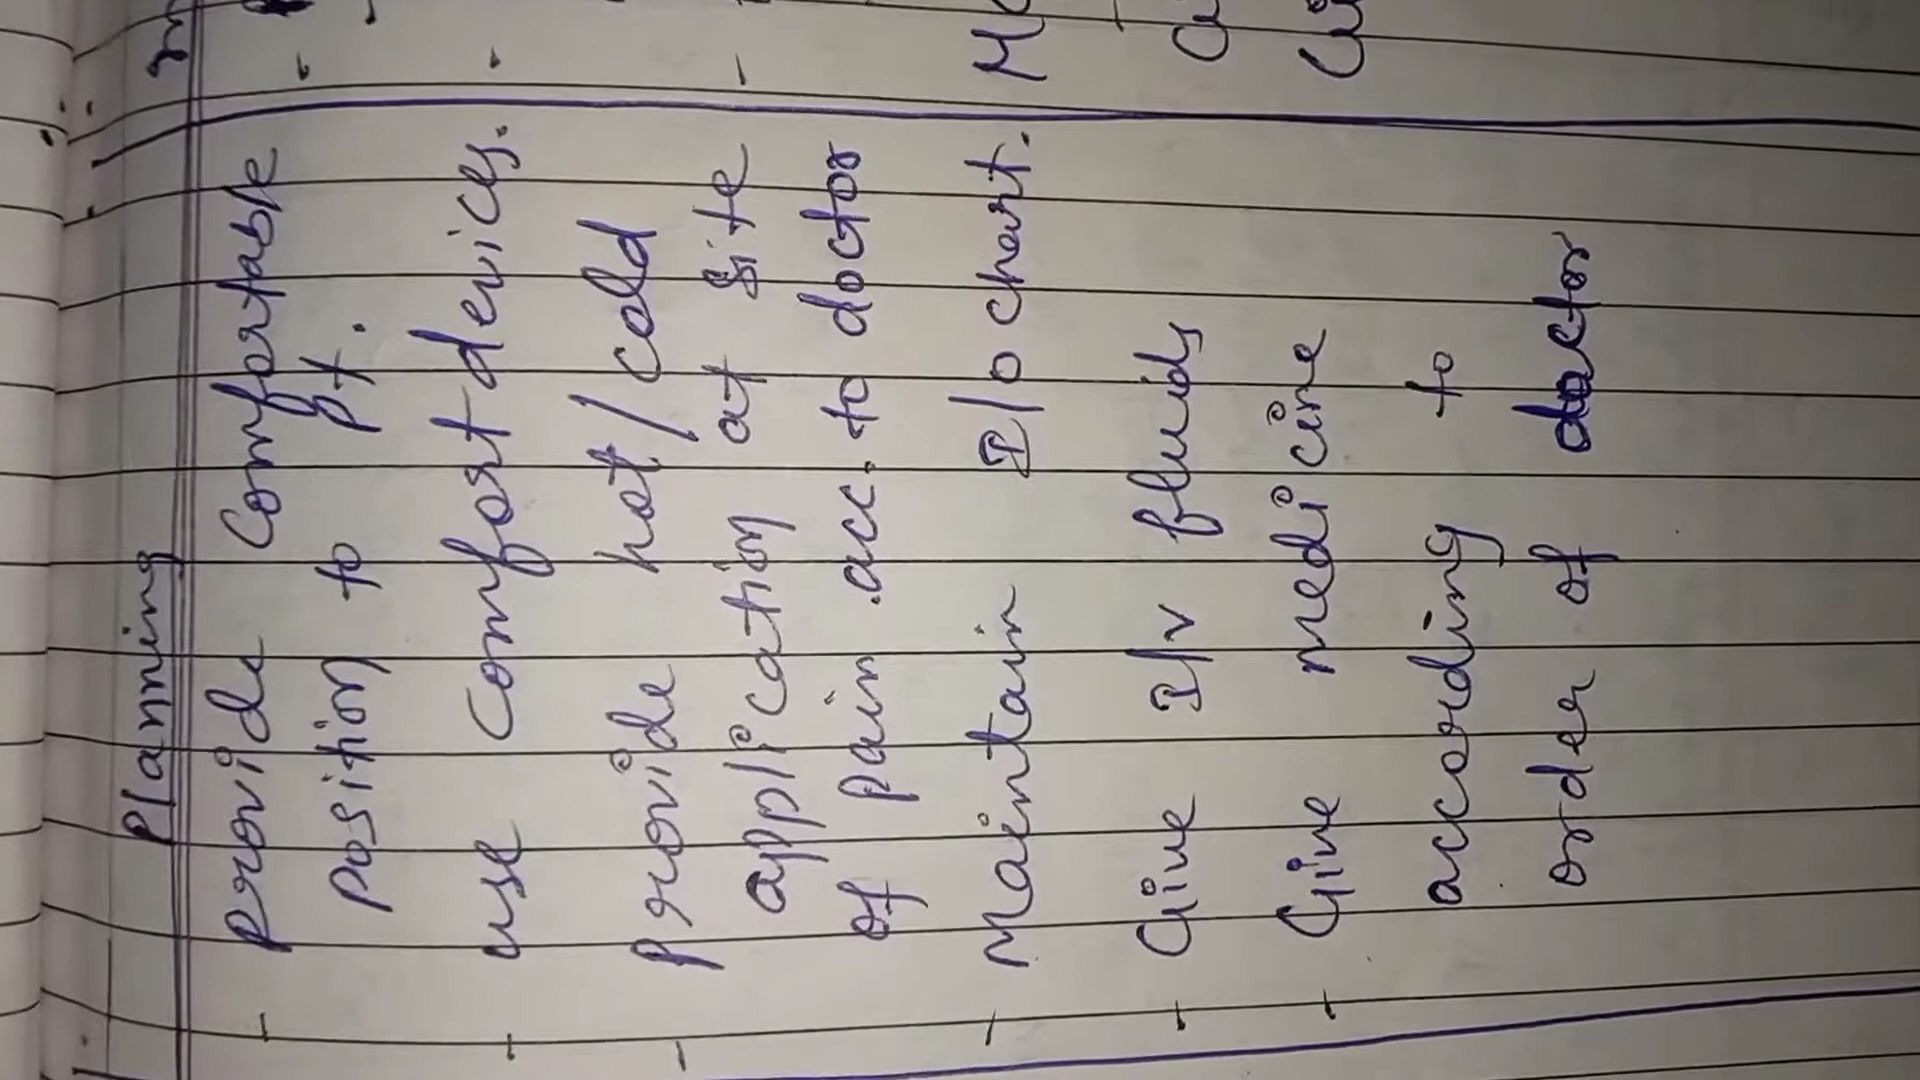 Planning
- provide Comfortable
position to pt.
- use Comfort devices.
- provide hot/cold
application at site
of pain acc. to doctor
- Maintain I/O chart.
- Give I/v fluids
- Give medicine
according to
order of doctor